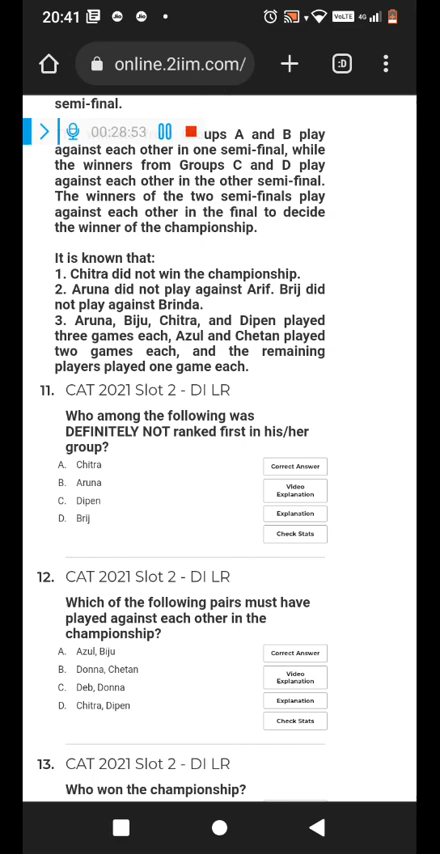 20:41 Jio Jio VoLTE 4G
online.2iim.com/ :D
semi-final.
00:28:53 ups A and B play
against each other in one semi-final, while
the winners from Groups C and D play
against each other in the other semi-final.
The winners of the two semi-finals play
against each other in the final to decide
the winner of the championship.
It is known that:
1. Chitra did not win the championship.
2. Aruna did not play against Arif. Brij did
not play against Brinda.
3. Aruna, Biju, Chitra, and Dipen played
three games each, Azul and Chetan played
two games each, and the remaining
players played one game each.
11. CAT 2021 Slot 2 - DI LR
Who among the following was
DEFINITELY NOT ranked first in his/her
group?
A. Chitra
B. Aruna
C. Dipen
D. Brij
Correct Answer
Video
Explanation
Explanation
Check Stats
12. CAT 2021 Slot 2 - DI LR
Which of the following pairs must have
played against each other in the
championship?
A. Azul, Biju
B. Donna, Chetan
C. Deb, Donna
D. Chitra, Dipen
Correct Answer
Video
Explanation
Explanation
Check Stats
13. CAT 2021 Slot 2 - DI LR
Who won the championship?